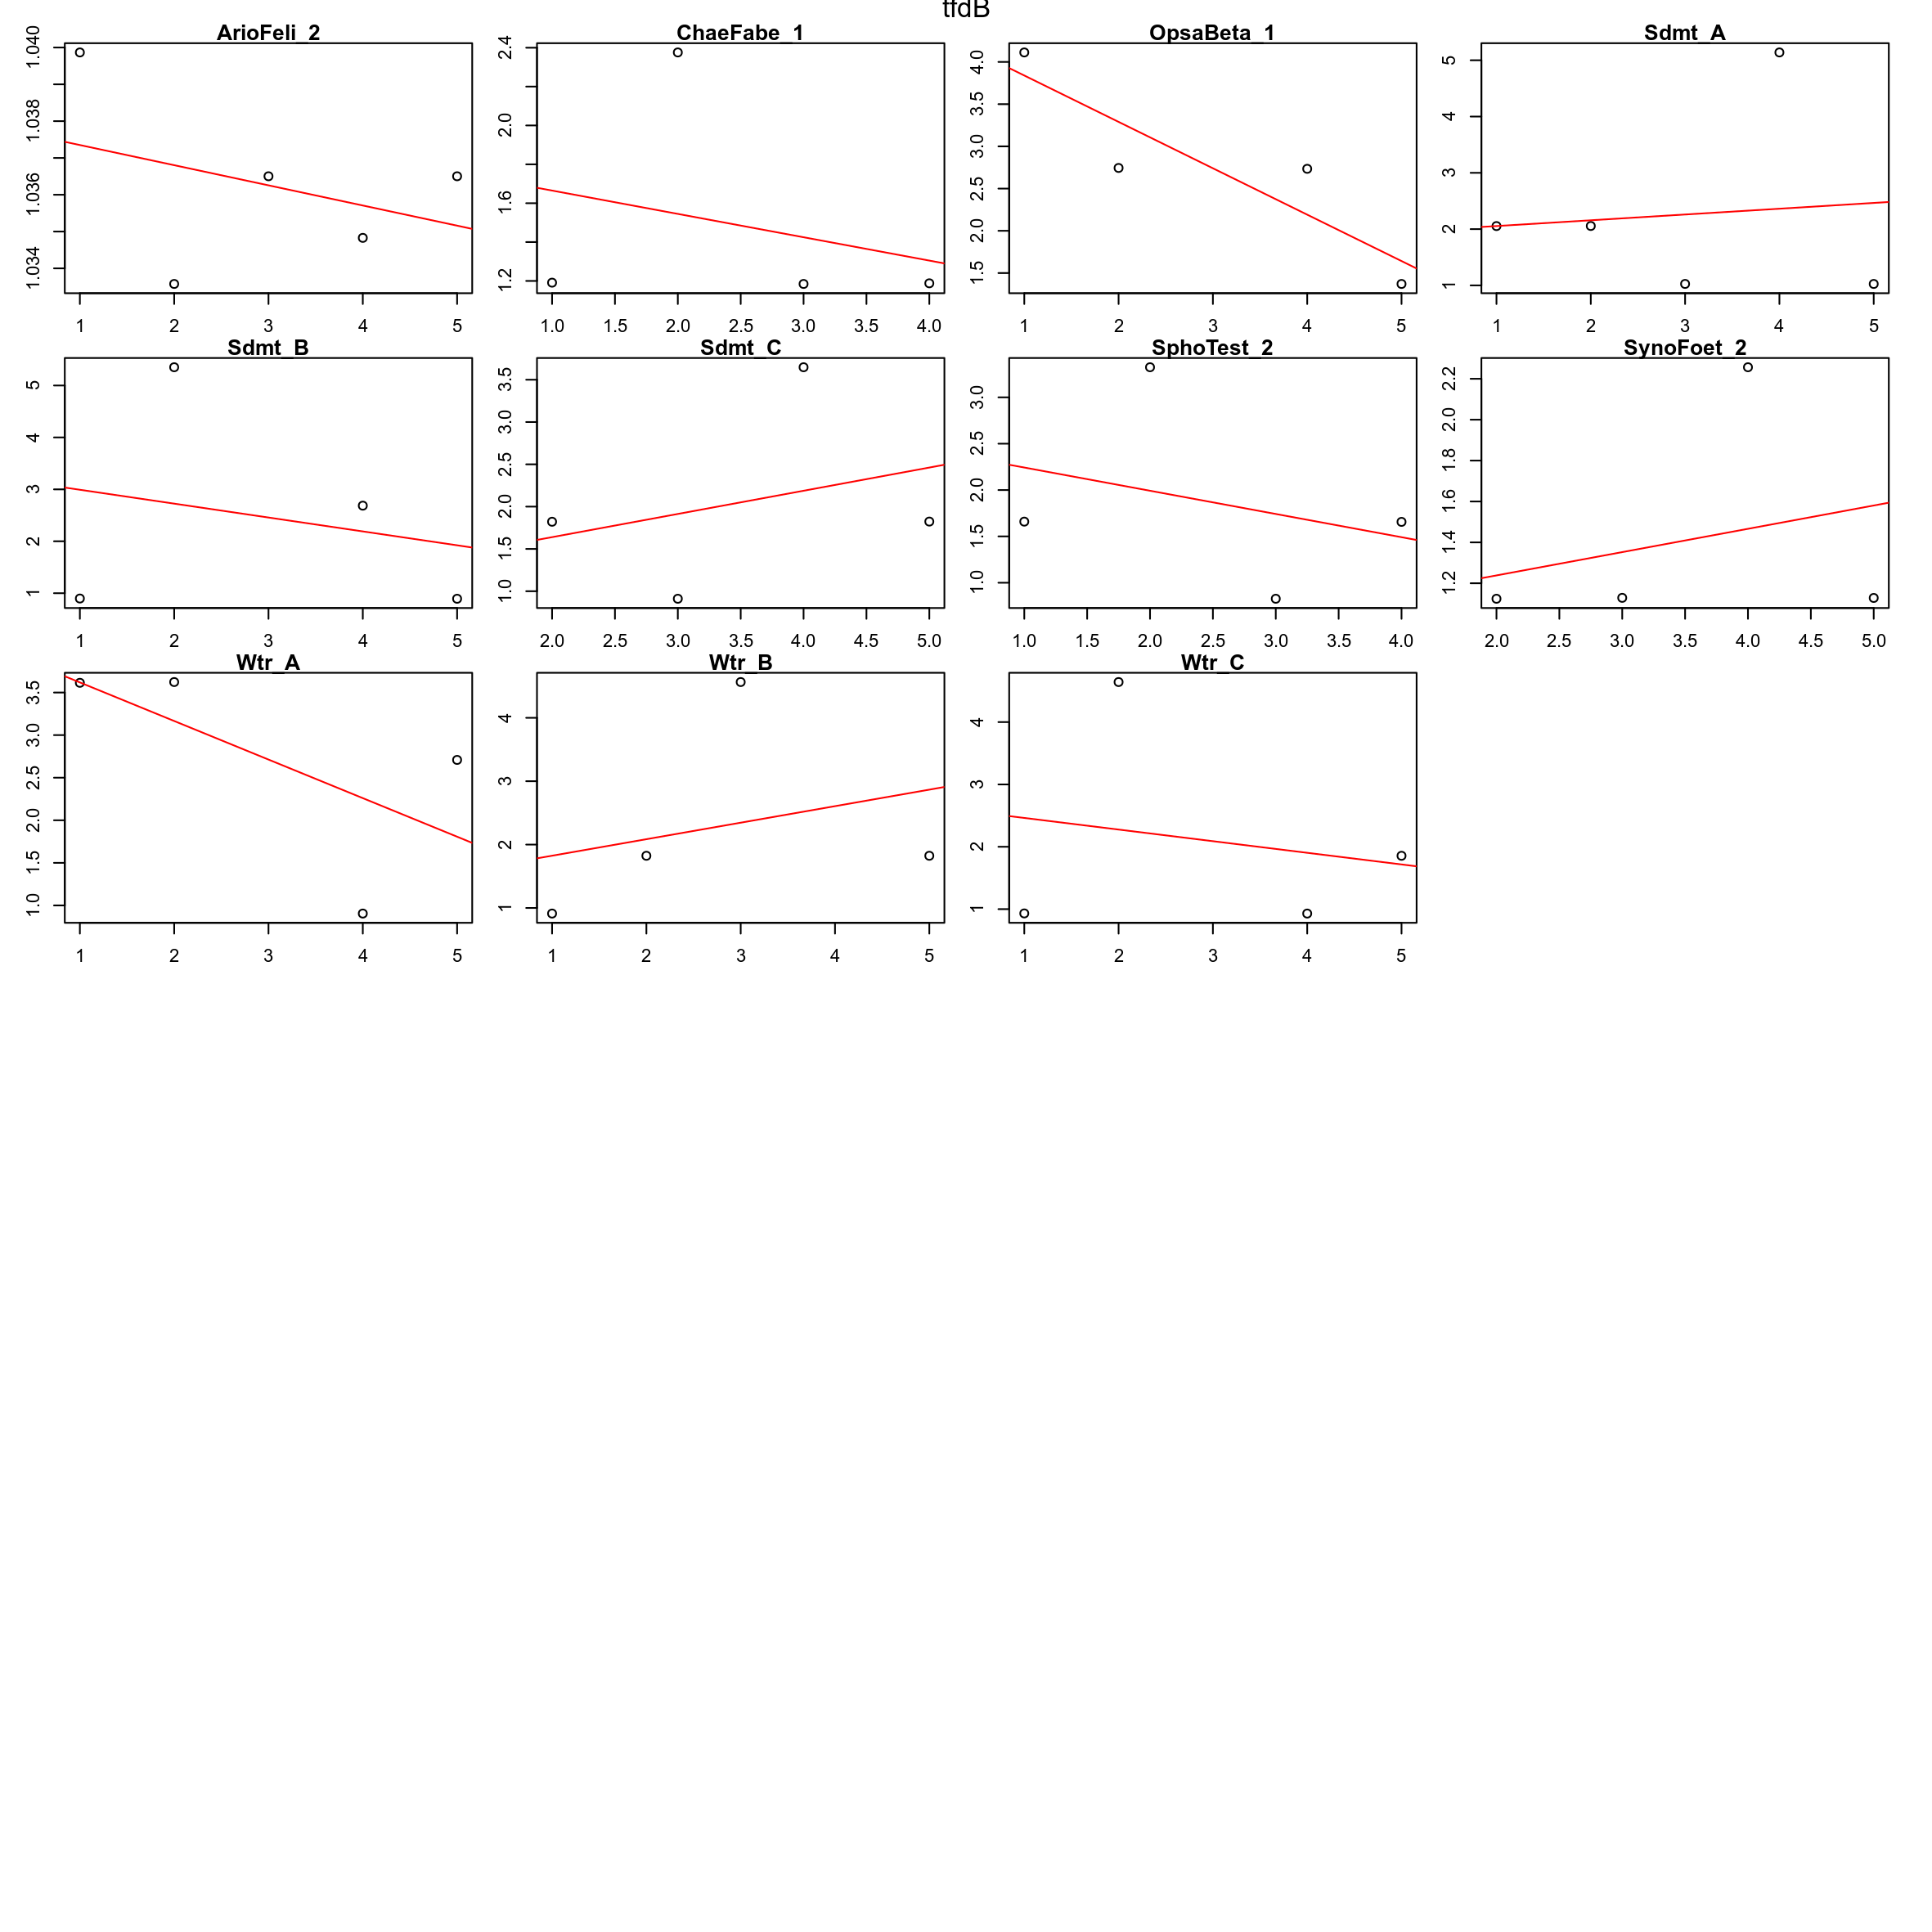 tfdB
ArioFeli_2
1.034 1.036 1.038 1.040
1 2 3 4 5
ChaeFabe_1
1.2 1.6 2.0 2.4
1.0 1.5 2.0 2.5 3.0 3.5 4.0
OpsaBeta_1
1.5 2.0 2.5 3.0 3.5 4.0
1 2 3 4 5
Sdmt_A
1 2 3 4 5
1 2 3 4 5
Sdmt_B
1 2 3 4 5
1 2 3 4 5
Sdmt_C
1.0 1.5 2.0 2.5 3.0 3.5
2.0 2.5 3.0 3.5 4.0 4.5 5.0
SphoTest_2
1.0 1.5 2.0 2.5 3.0
1.0 1.5 2.0 2.5 3.0 3.5 4.0
SynoFoet_2
1.2 1.4 1.6 1.8 2.0 2.2
2.0 2.5 3.0 3.5 4.0 4.5 5.0
Wtr_A
1.0 1.5 2.0 2.5 3.0 3.5
1 2 3 4 5
Wtr_B
1 2 3 4
1 2 3 4 5
Wtr_C
1 2 3 4
1 2 3 4 5